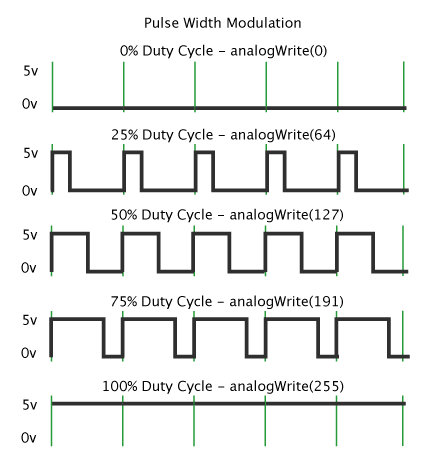 Pulse Width Modulation
0% Duty Cycle – analogWrite(0)
5v
0v
25% Duty Cycle – analogWrite(64)
5v
0v
50% Duty Cycle – analogWrite(127)
5v
0v
75% Duty Cycle – analogWrite(191)
5v
0v
100% Duty Cycle – analogWrite(255)
5v
0v